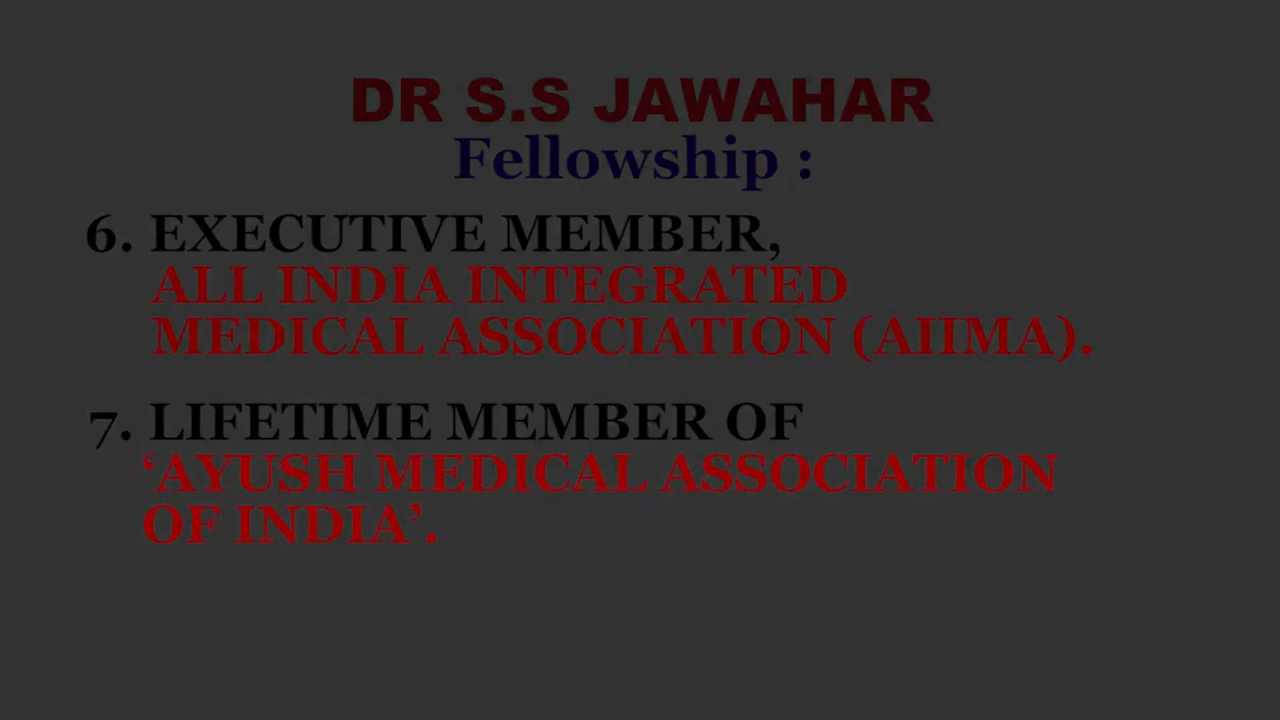 DR S.S JAWAHAR
Fellowship :
6. EXECUTIVE MEMBER,
ALL INDIA INTEGRATED
MEDICAL ASSOCIATION (AIIMA).
7. LIFETIME MEMBER OF
‘AYUSH MEDICAL ASSOCIATION
OF INDIA’.